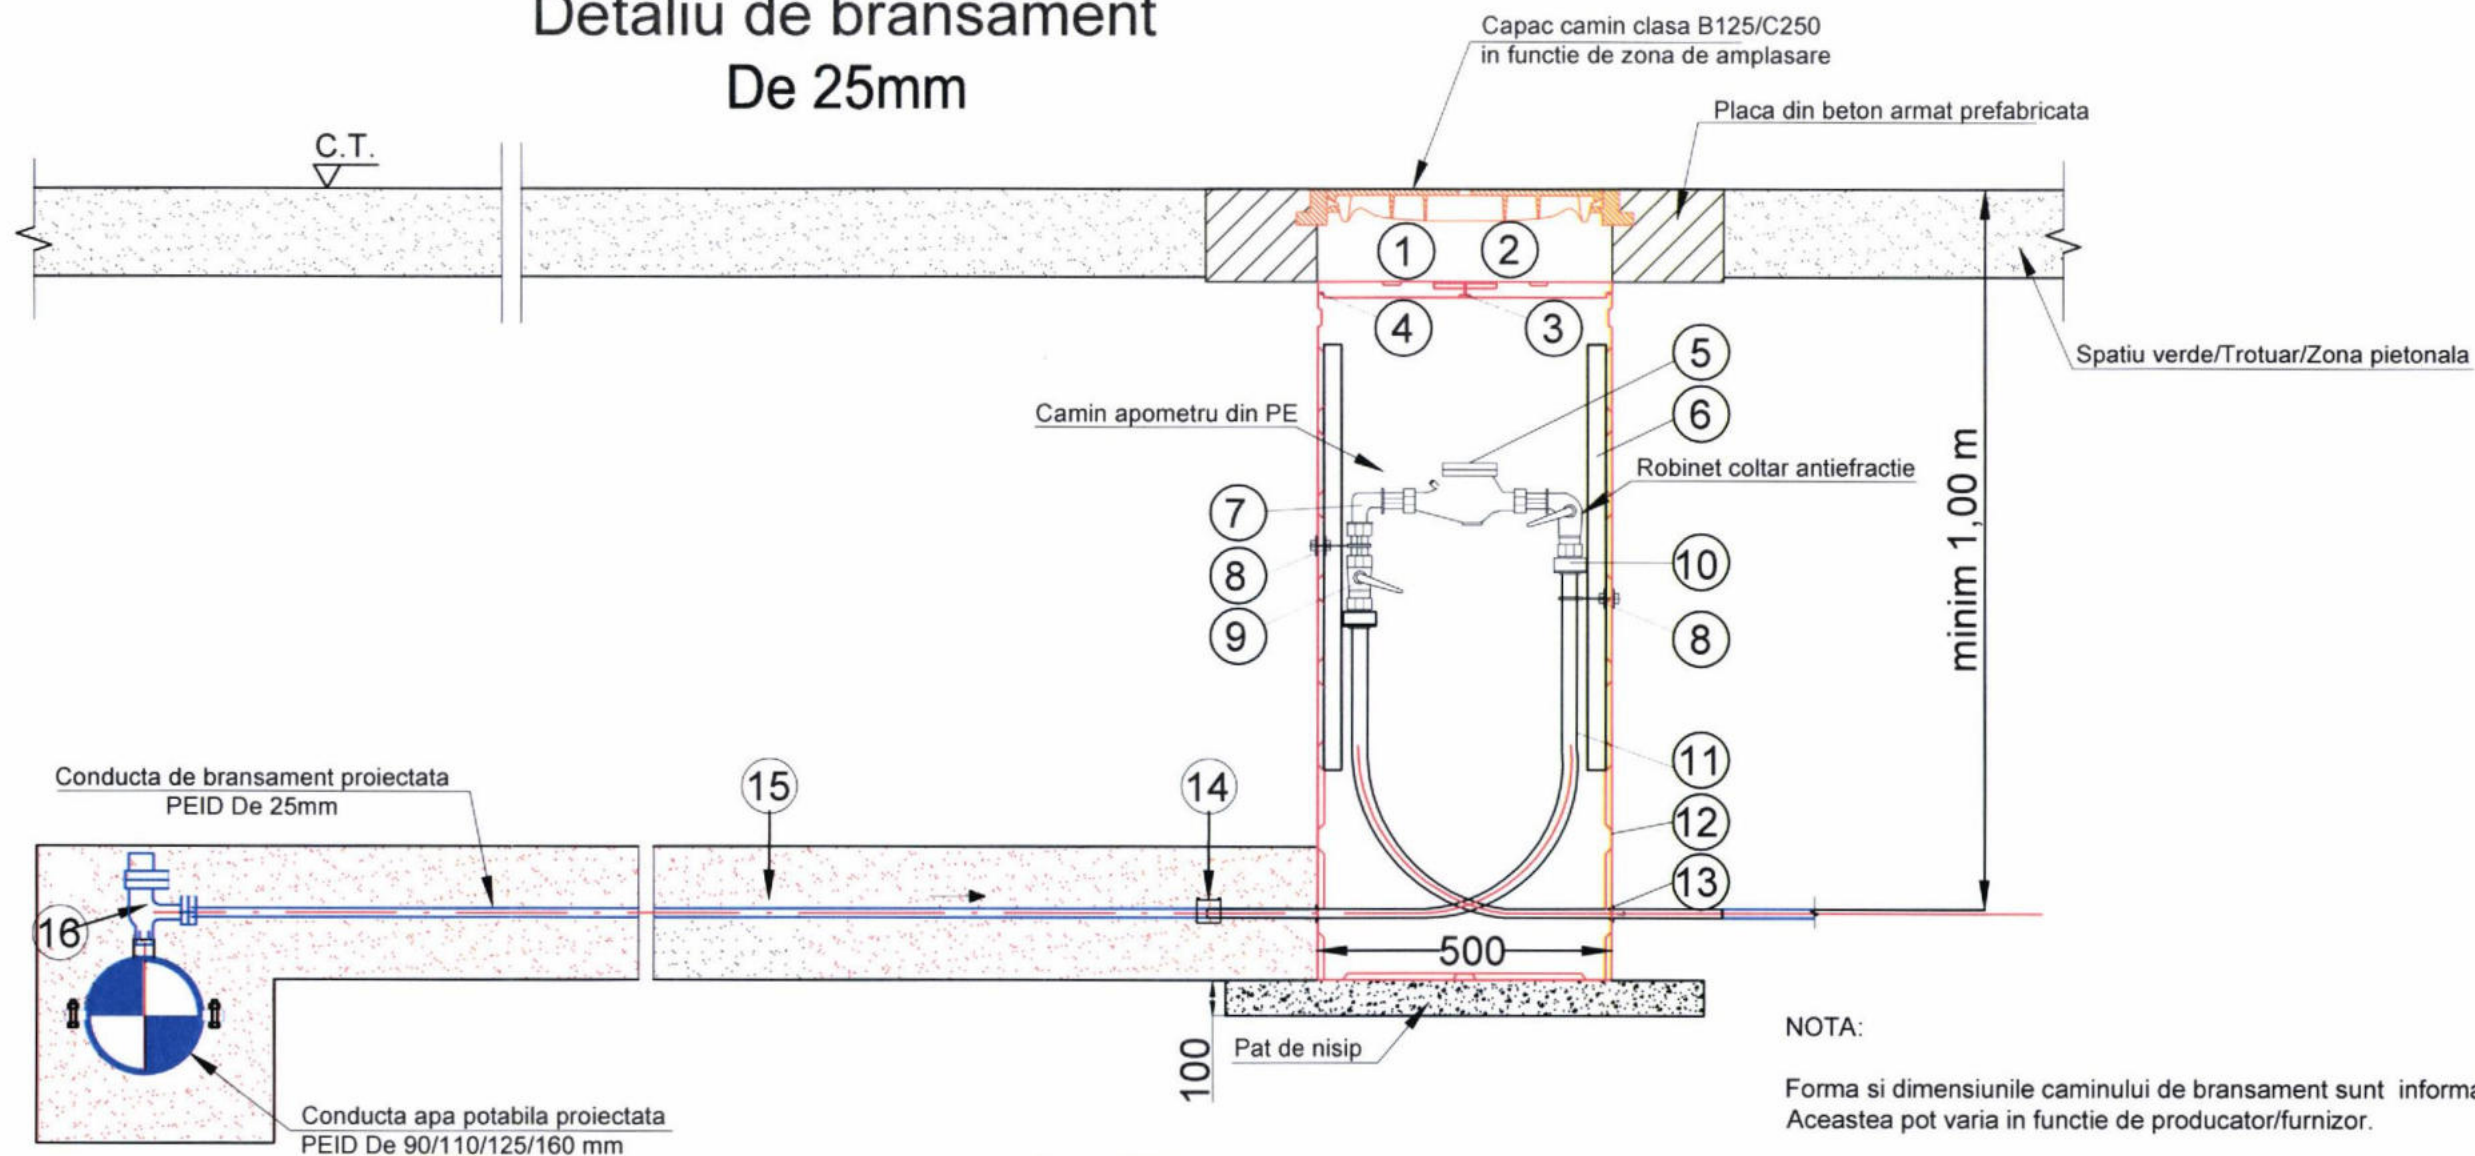 Detaliu de bransament
De 25mm
Capac camin clasa B125/C250
in functie de zona de amplasare
Placa din beton armat prefabricata
C.T.
1
2
4
3
5
Spatiu verde/Trotuar/Zona pietonala
Camin apometru din PE
6
Robinet coltar antiefractie
7
minim 1,00 m
8
10
9
8
11
Conducta de bransament proiectata
PEID De 25mm
15
14
12
13
16
500
100
Pat de nisip
NOTA:
Forma si dimensiunile caminului de bransament sunt informa
Aceastea pot varia in functie de producator/furnizor.
Conducta apa potabila proiectata
PEID De 90/110/125/160 mm